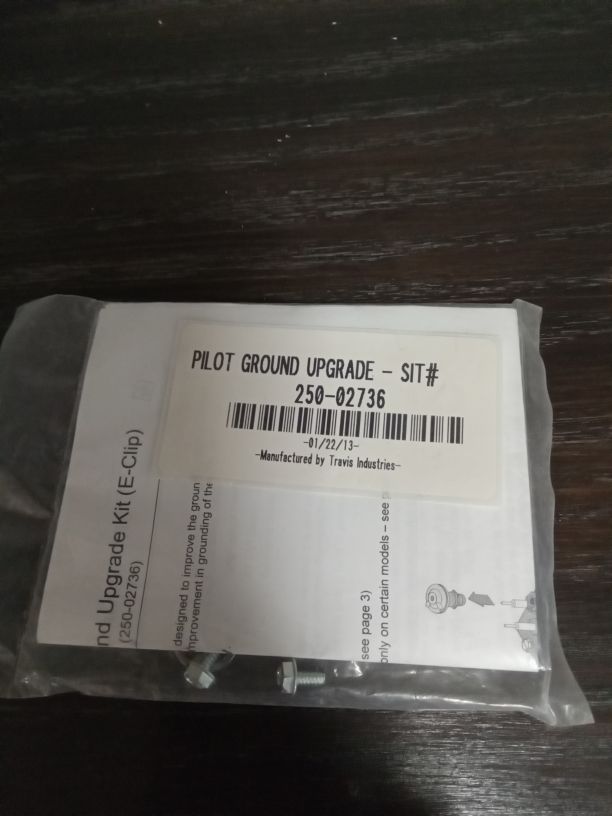 PILOT GROUND UPGRADE - SIT#
250-02736
-01/22/13-
-Manufactured by Travis Industries-
nd Upgrade Kit (E-Clip)
(250-02736)
designed to improve the groun
mprovement in grounding of the
see page 3)
only on certain models – see